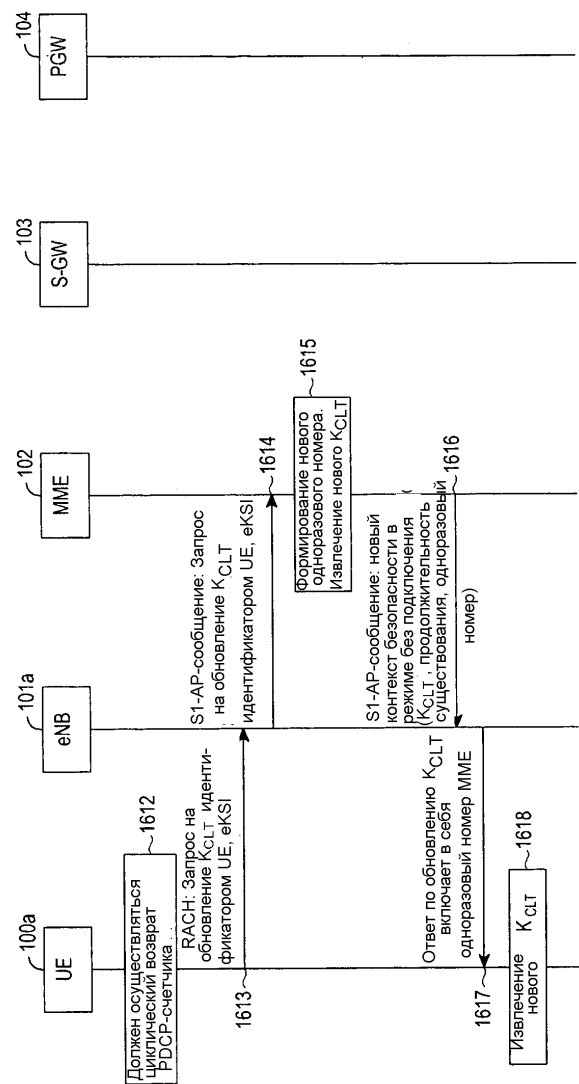 100a
UE
101a
eNB
102
MME
103
S-GW
104
PGW
Должен осуществляться
циклический возврат
PDCP-счетчика . .
1612
RACH: Запрос на
обновление KCLT иденти-
фикатором UE, eKSI
1613
S1-AP-сообщение: Запрос
на обновление KCLT
идентификатором UE, eKSI
1614
Формирование нового
одноразового номера.
Извлечение нового KCLT
1615
S1-AP-сообщение: новый
контекст безопасности в
режиме без подключения
(KCLT, продолжительность
существования, одноразовый
номер)
1616
Ответ по обновлению KCLT
включает в себя
одноразовый номер MME
1617
Извлечение
нового KCLT
1618